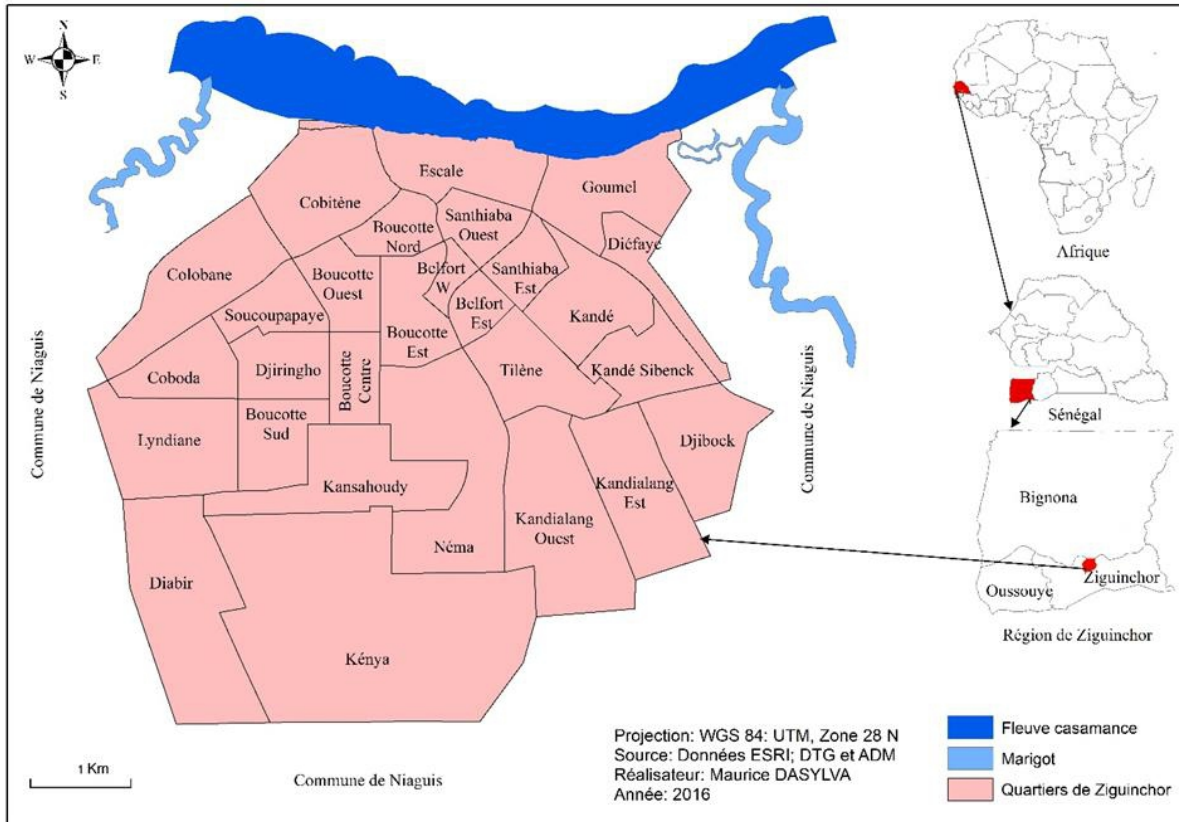 N
W
E
S
Escale
Goumel
Cobitène
Santhiaba
Ouest
Boucotte
Nord
Diéfaye
Colobane
Belfort
W
Santhiaba
Est
Boucotte
Ouest
Belfort
Est
Soucoupapaye
Kandé
Boucotte
Est
Coboda
Djiringho
Boucotte
Centre
Tilène
Kandé Sibenck
Boucotte
Sud
Lyndiane
Djibock
Kansahoudy
Kandialang
Est
Kandialang
Ouest
Néma
Diabir
Kénya
Commune de Niaguis
Commune de Niaguis
Commune de Niaguis
1 Km
Afrique
Sénégal
Bignona
Ziguinchor
Oussouye
Région de Ziguinchor
Projection: WGS 84: UTM, Zone 28 N
Source: Données ESRI; DTG et ADM
Réalisateur: Maurice DASYLVA
Année: 2016
Fleuve casamance
Marigot
Quartiers de Ziguinchor